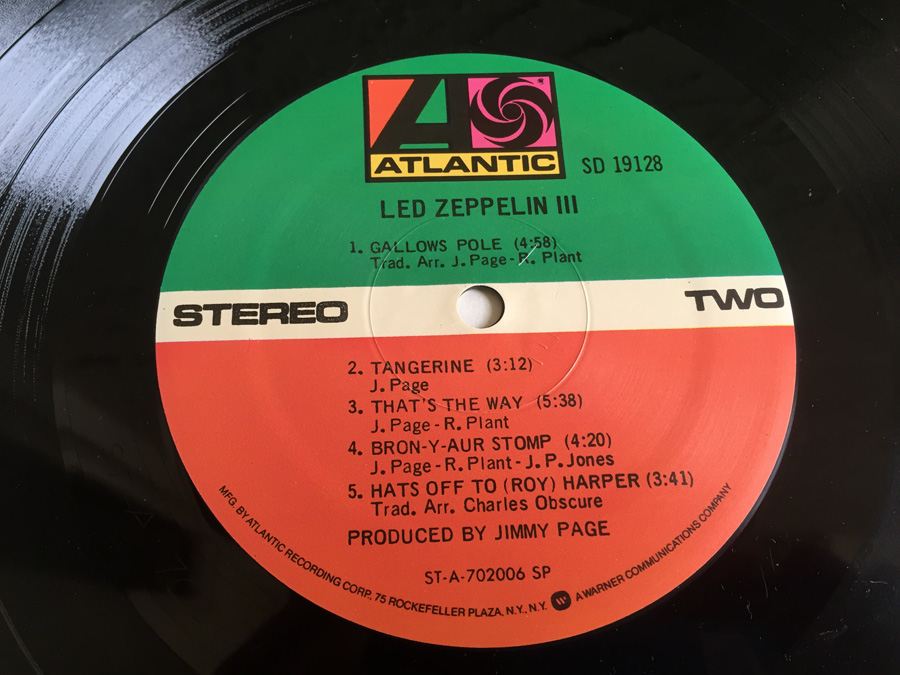 ATLANTIC
SD 19128
LED ZEPPELIN III
1. GALLOWS POLE (4:58)
Trad. Arr. J. Page - R. Plant
STEREO
TWO
2. TANGERINE (3:12)
J. Page
3. THAT'S THE WAY (5:38)
J. Page - R. Plant
4. BRON-Y-AUR STOMP (4:20)
J. Page - R. Plant - J.P. Jones
5. HATS OFF TO (ROY) HARPER (3:41)
Trad. Arr. Charles Obscure
PRODUCED BY JIMMY PAGE
ST-A-702006 SP
MFG. BY ATLANTIC RECORDING CORP., 75 ROCKEFELLER PLAZA, N.Y., N.Y. A WARNER COMMUNICATIONS COMPANY